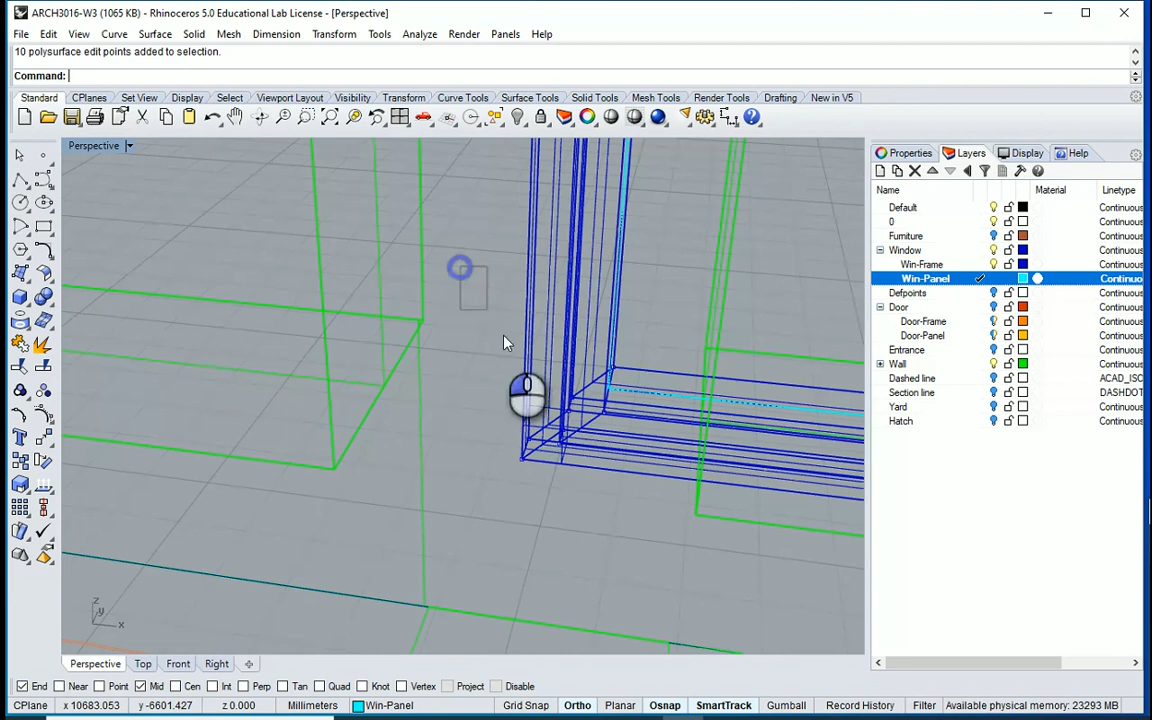 ARCH3016-W3 (1065 KB) - Rhinoceros 5.0 Educational Lab License - [Perspective]
File Edit View Curve Surface Solid Mesh Dimension Transform Tools Analyze Render Panels Help
10 polysurface edit points added to selection.
Command:
Standard CPlanes Set View Display Select Viewport Layout Visibility Transform Curve Tools Surface Tools Solid Tools Mesh Tools Render Tools Drafting New in V5
Perspective
Properties Layers Display Help
Name Material Linetype
Default Continuous
0 Continuous
Furniture Continuous
Window Continuous
Win-Frame Continuous
Win-Panel Continuo
Defpoints Continuous
Door Continuous
Door-Frame Continuous
Door-Panel Continuous
Entrance Continuous
Wall Continuous
Dashed line ACAD_ISC
Section line DASHDOT
Yard Continuous
Hatch Continuous
z
y
x
Perspective Top Front Right
End Near Point Mid Cen Int Perp Tan Quad Knot Vertex Project Disable
CPlane x 10683.053 y -6601.427 z 0.000 Millimeters Win-Panel Grid Snap Ortho Planar Osnap SmartTrack Gumball Record History Filter Available physical memory: 23293 MB